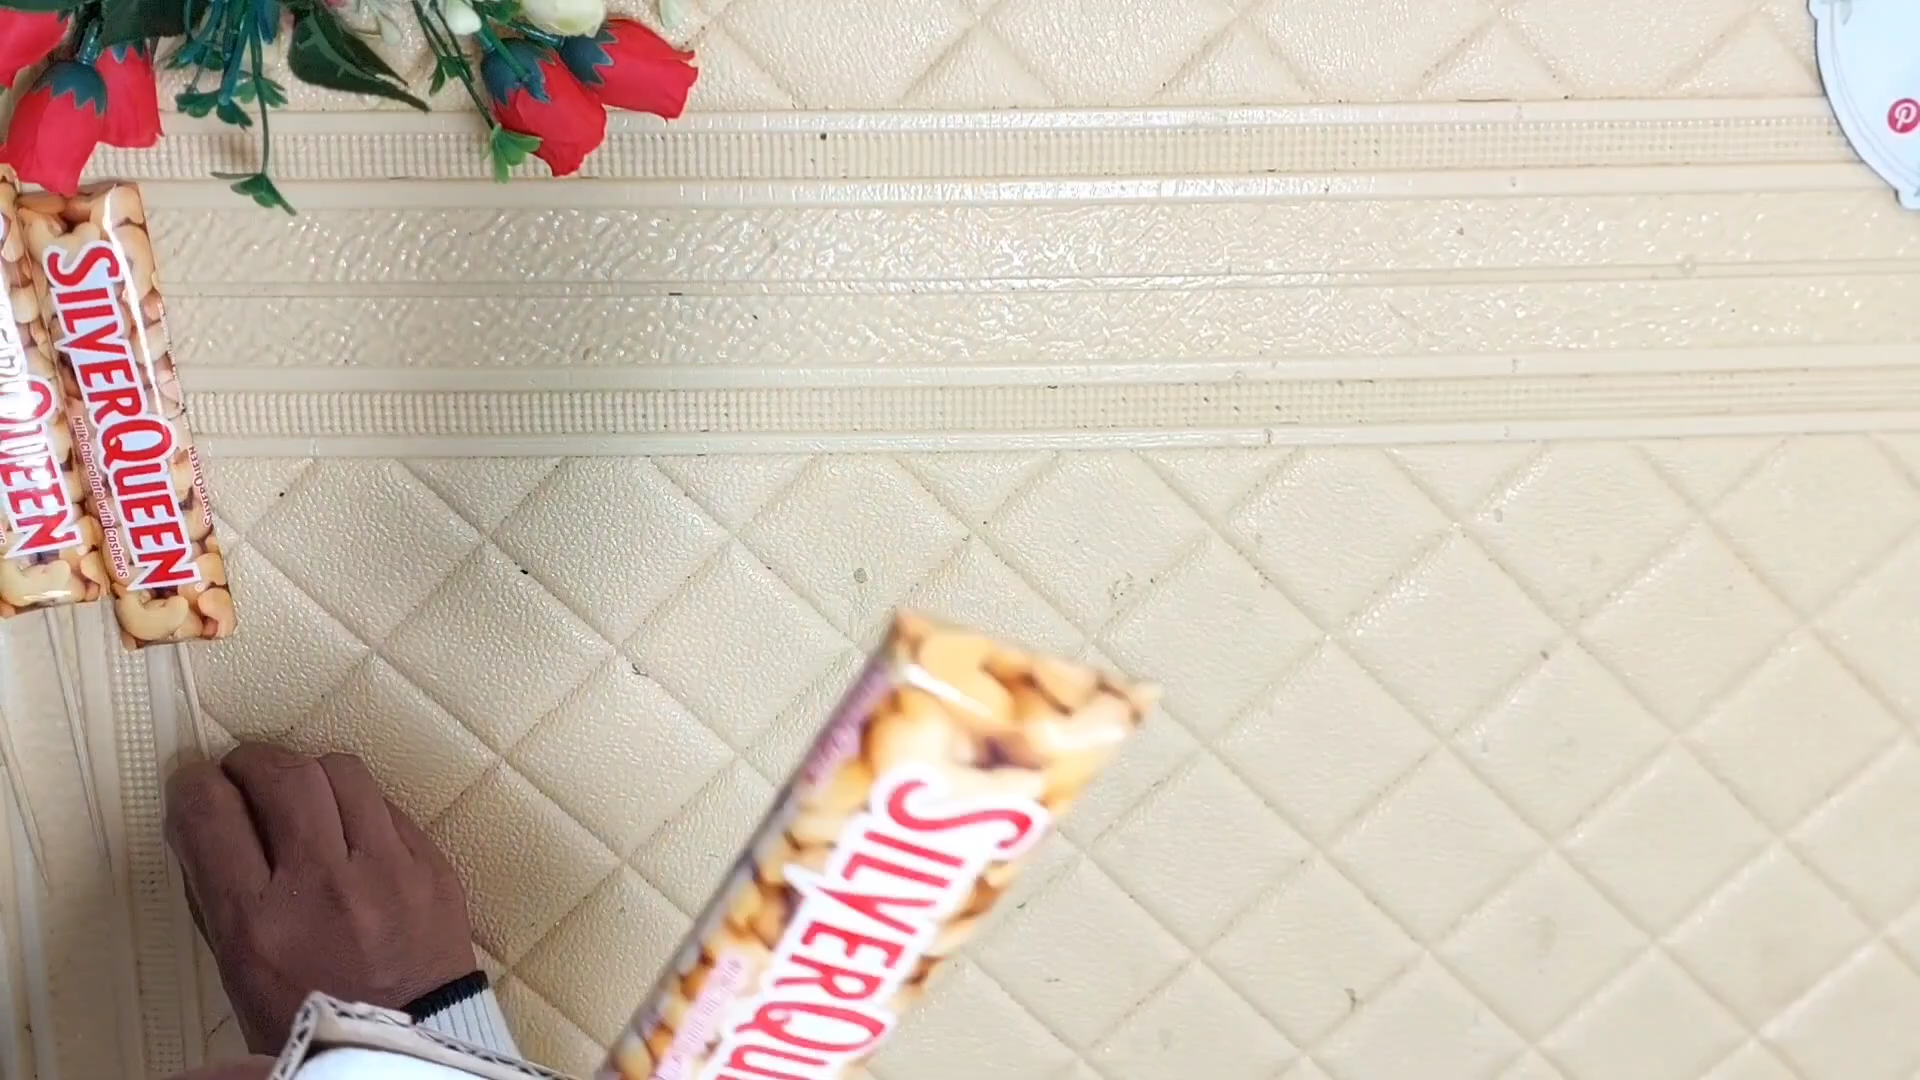 SILVERQUEEN
Milk chocolate with Cashews
SILVERQUEEN
QUEEN
SILVERQU